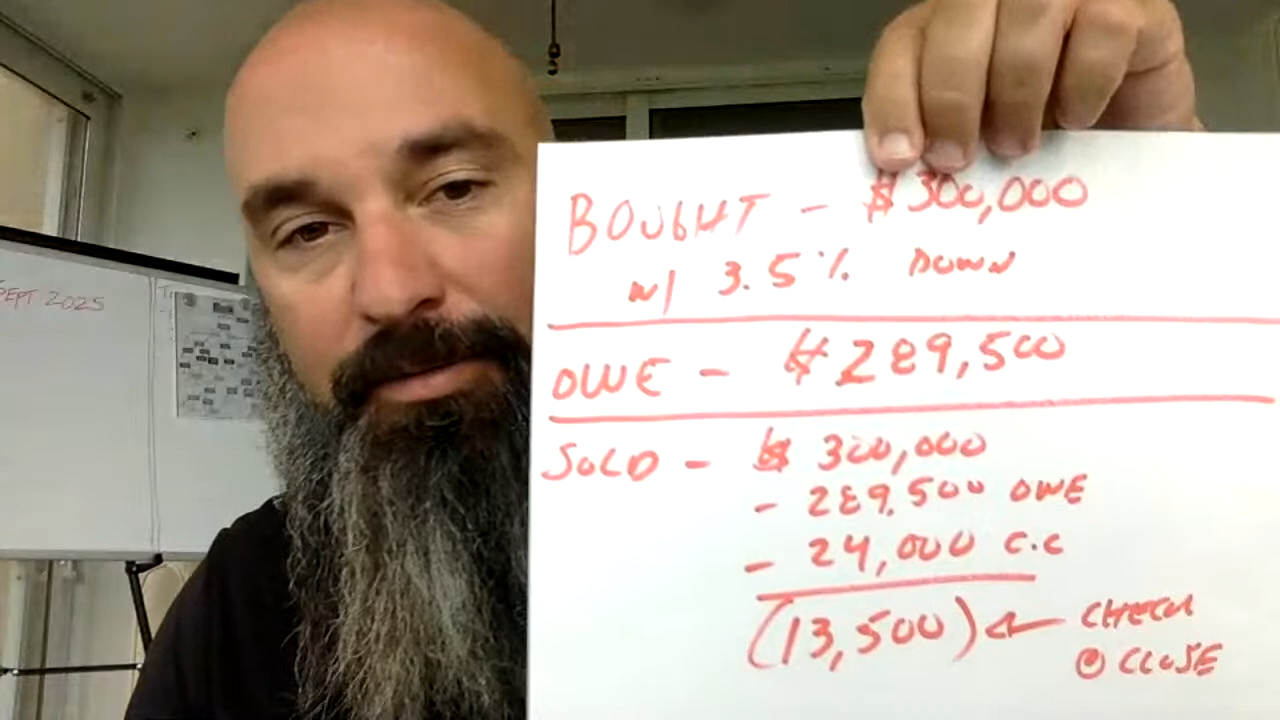 SEPT 2025
BOUGHT - $300,000
w/ 3.5% DOWN
OWE - $289,500
SOLD - $ 300,000
- 289,500 OWE
- 24,000 C.C
(13,500) ← CHECK
@ CLOSE